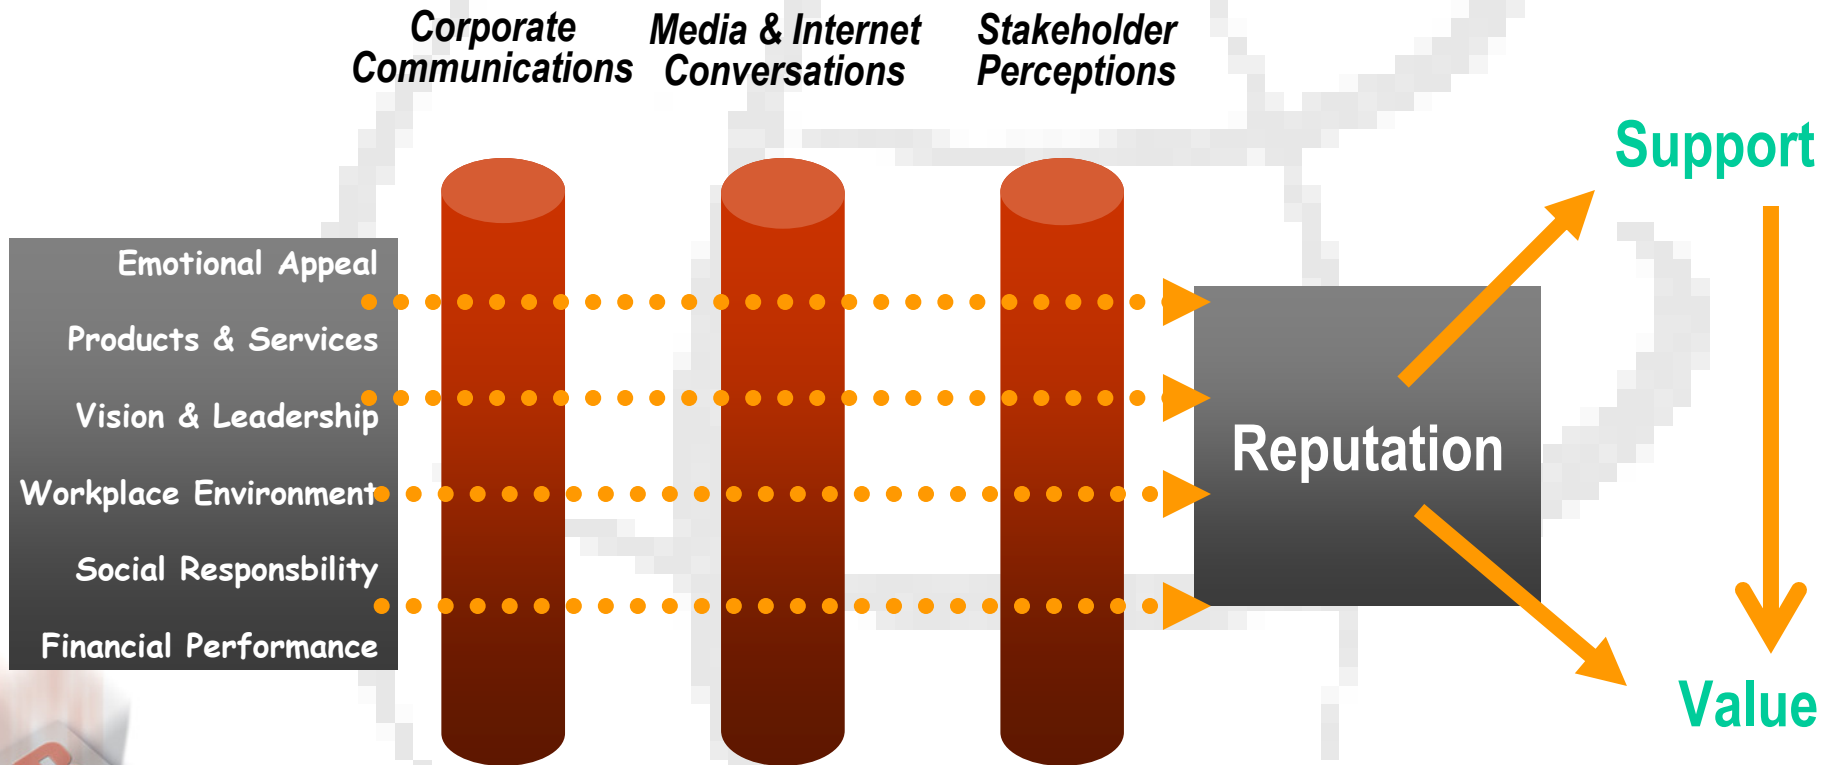 Corporate
Communications
Media & Internet
Conversations
Stakeholder
Perceptions
Support
Emotional Appeal
Products & Services
Vision & Leadership
Workplace Environment
Social Responsbility
Financial Performance
Reputation
Value